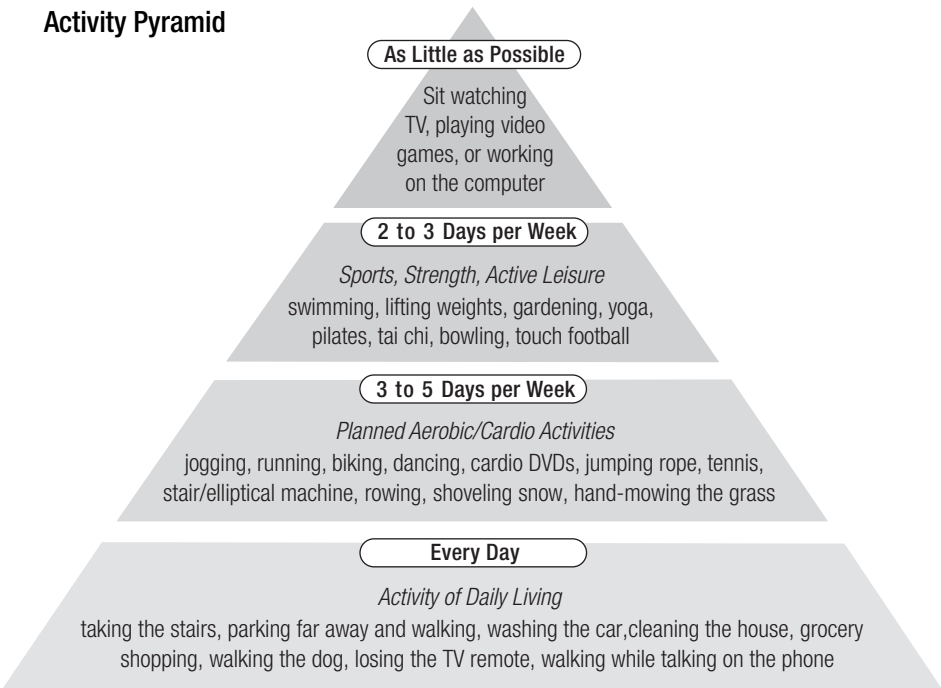 Activity Pyramid
As Little as Possible
Sit watching
TV, playing video
games, or working
on the computer
2 to 3 Days per Week
Sports, Strength, Active Leisure
swimming, lifting weights, gardening, yoga,
pilates, tai chi, bowling, touch football
3 to 5 Days per Week
Planned Aerobic/Cardio Activities
jogging, running, biking, dancing, cardio DVDs, jumping rope, tennis,
stair/elliptical machine, rowing, shoveling snow, hand-mowing the grass
Every Day
Activity of Daily Living
taking the stairs, parking far away and walking, washing the car,cleaning the house, grocery
shopping, walking the dog, losing the TV remote, walking while talking on the phone